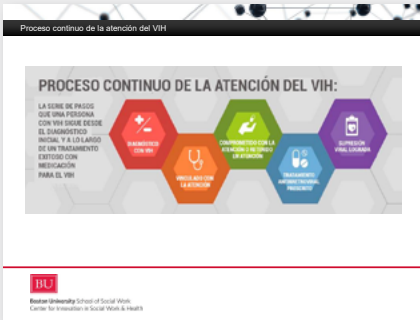 Proceso continuo de la atención del VIH
PROCESO CONTINUO DE LA ATENCIÓN DEL VIH:
LA SERIE DE PASOS
QUE UNA PERSONA
CON VIH SIGUE DESDE
EL DIAGNÓSTICO
INICIAL Y A LO LARGO
DE UN TRATAMIENTO
EXITOSO CON
MEDICACIÓN
PARA EL VIH
DIAGNÓSTICO
CON VIH
VINCULADO CON
LA ATENCIÓN
COMPROMETIDO CON LA
ATENCIÓN O RETENIDO
EN ATENCIÓN
TRATAMIENTO
ANTIRRETROVIRAL
PRESCRITO
SUPRESIÓN
VIRAL LOGRADA
BU
Boston University School of Social Work
Center for Innovation in Social Work & Health